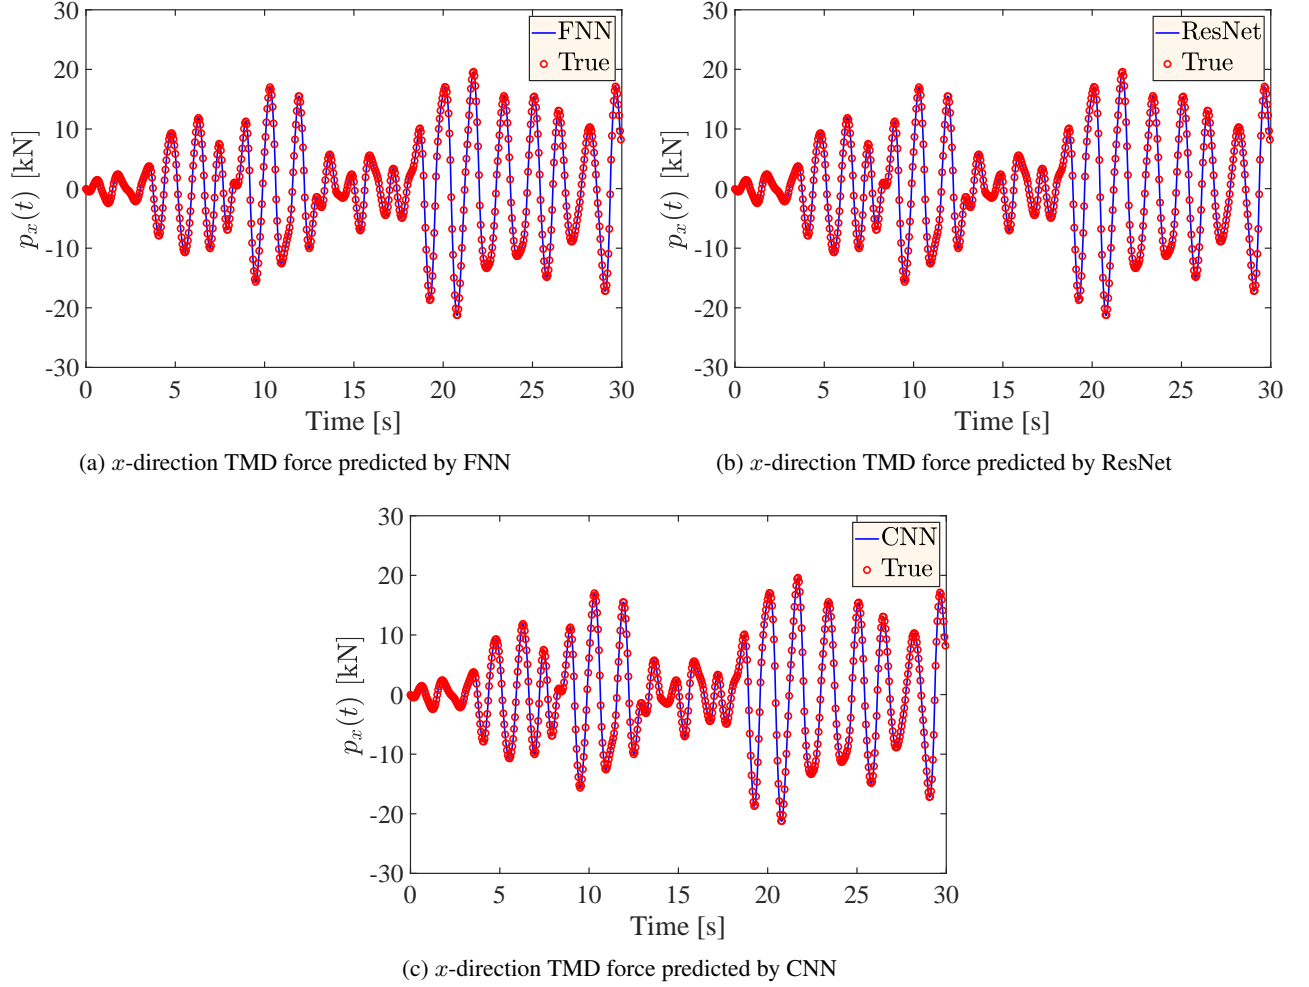 30
20
10
0
-10
-20
-30
p_x(t) [kN]
FNN
True
0 5 10 15 20 25 30
Time [s]
(a) x-direction TMD force predicted by FNN
30
20
10
0
-10
-20
-30
p_x(t) [kN]
ResNet
True
0 5 10 15 20 25 30
Time [s]
(b) x-direction TMD force predicted by ResNet
30
20
10
0
-10
-20
-30
p_x(t) [kN]
CNN
True
0 5 10 15 20 25 30
Time [s]
(c) x-direction TMD force predicted by CNN